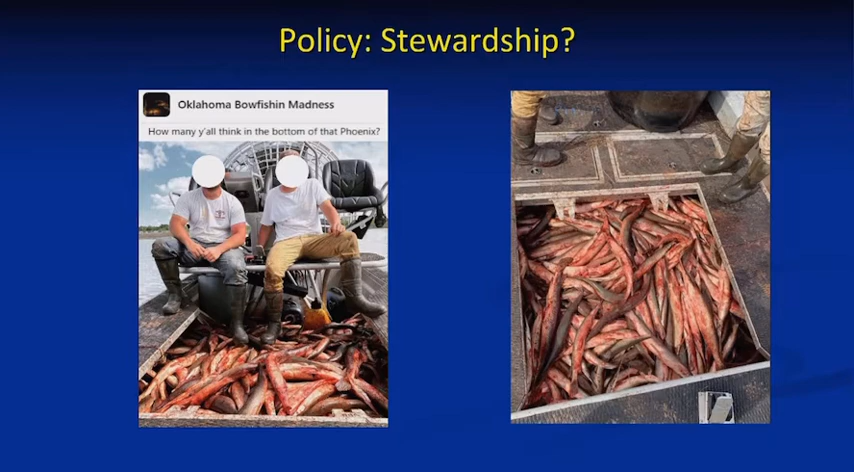 Policy: Stewardship?
Oklahoma Bowfishin Madness
How many y'all think in the bottom of that Phoenix?